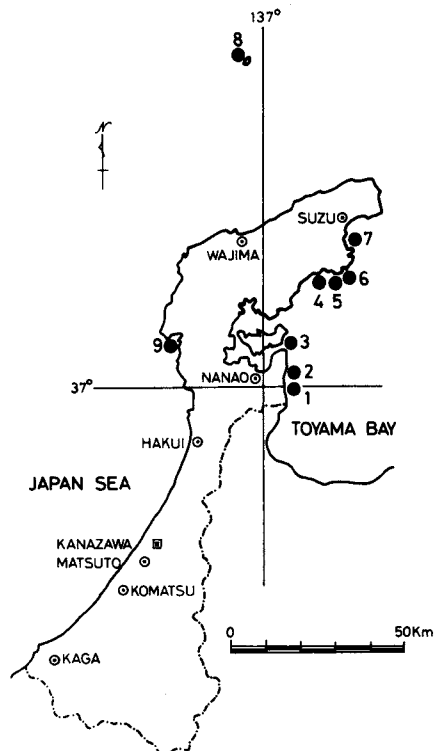 137°
8
N
SUZU
7
WAJIMA
6
4 5
3
9
2
NANAO
37°
1
TOYAMA BAY
HAKUI
JAPAN SEA
KANAZAWA
MATSUTO
KOMATSU
0 50Km
KAGA